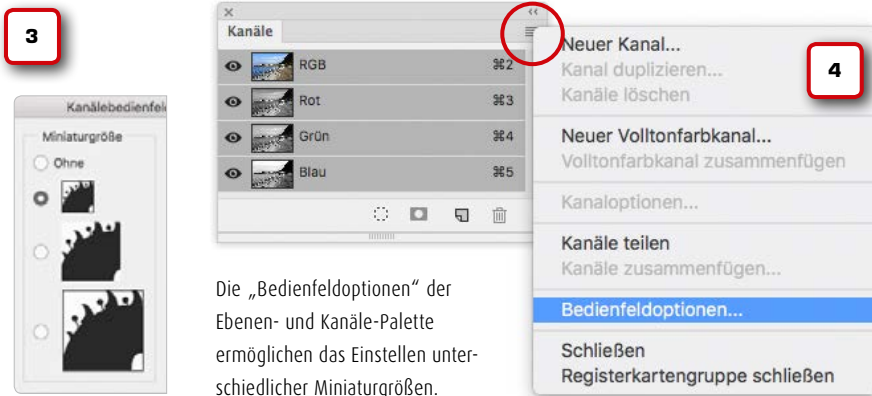 3
Kanälebedienfel
Miniaturgröße
Ohne
Kanäle
RGB ⌘2
Rot ⌘3
Grün ⌘4
Blau ⌘5
Die „Bedienfeldoptionen“ der
Ebenen- und Kanäle-Palette
ermöglichen das Einstellen unter-
schiedlicher Miniaturgrößen.
4
Neuer Kanal...
Kanal duplizieren...
Kanäle löschen
Neuer Volltonfarbkanal...
Volltonfarbkanal zusammenfügen
Kanaloptionen...
Kanäle teilen
Kanäle zusammenfügen...
Bedienfeldoptionen...
Schließen
Registerkartengruppe schließen